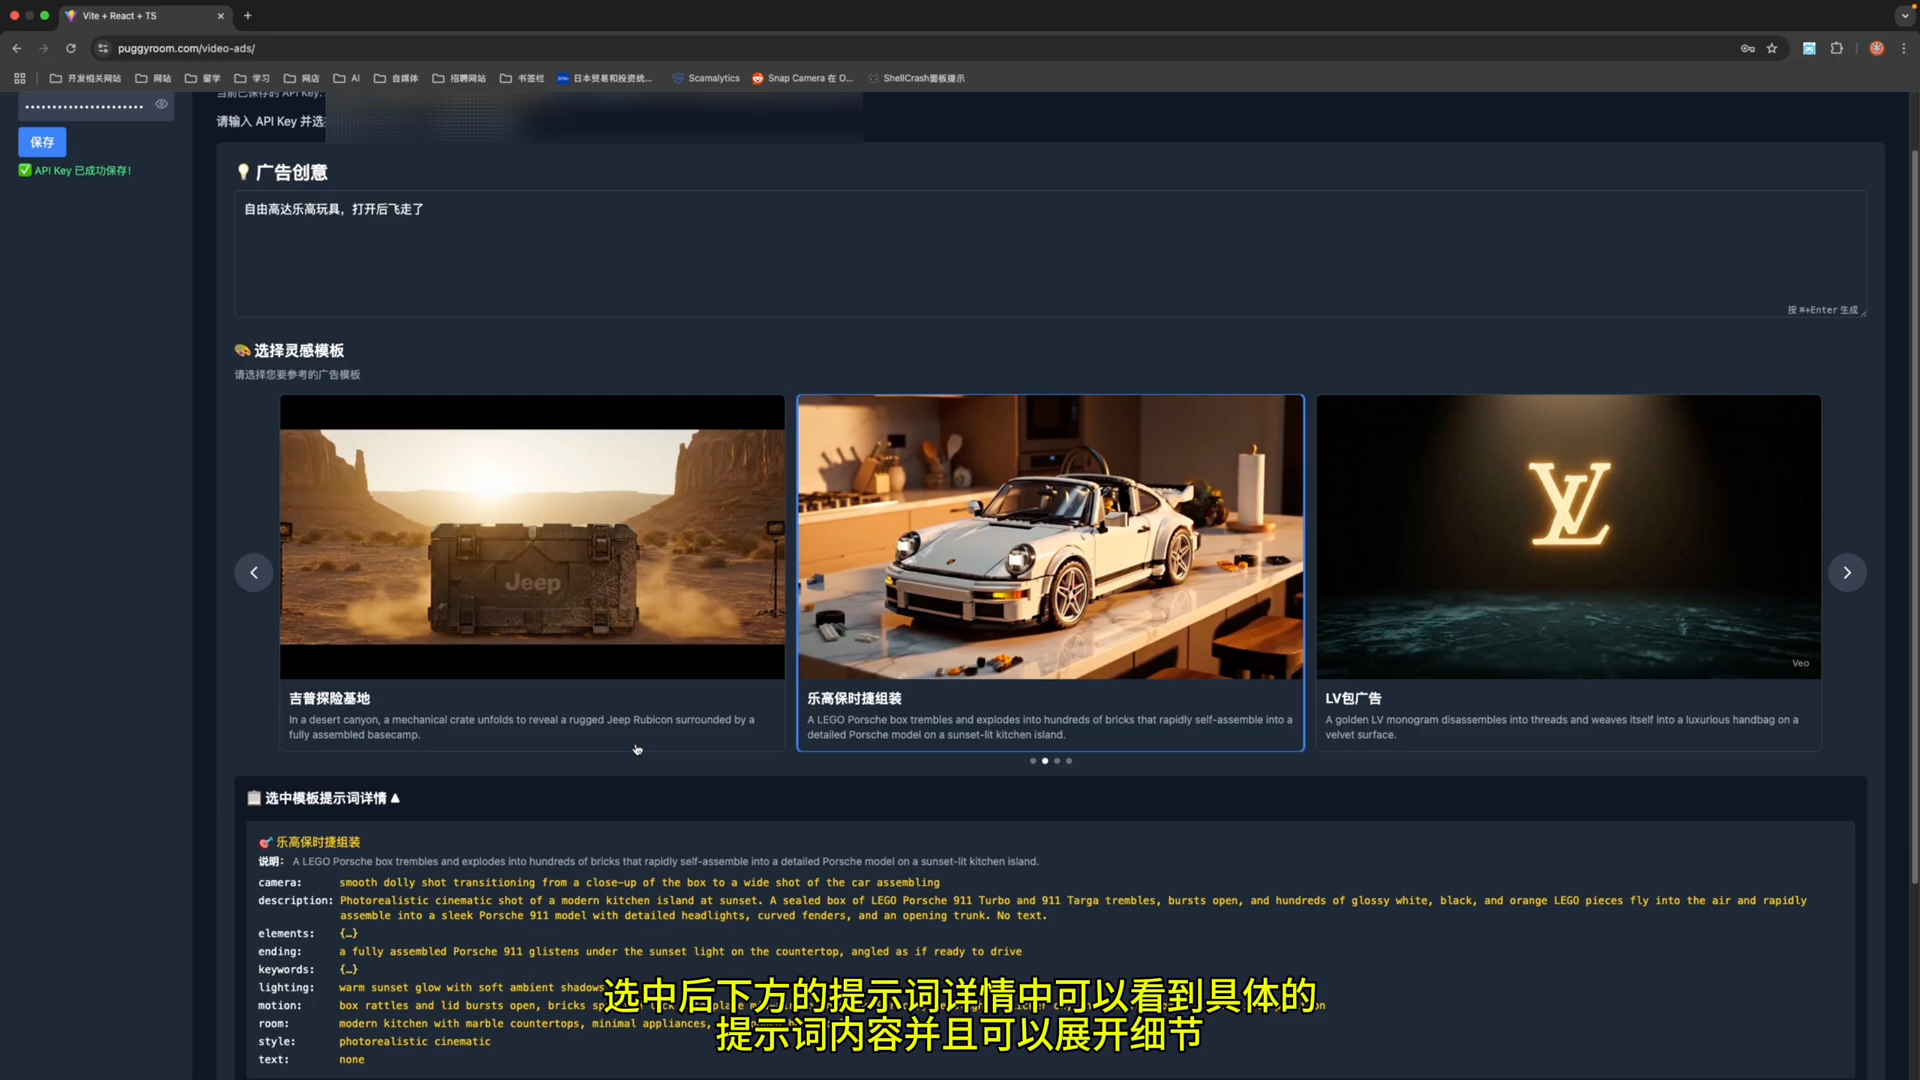 Vite + React + TS
puggyroom.com/video-ads/
开发相关网站
网站
留学
学习
网店
AI
自媒体
招聘网站
书签栏
日本贸易和投资统...
Scamalytics
Snap Camera 在 O...
ShellCrash面板提示
当前已保存的 API Key:
请输入 API Key 并选
保存
✅ API Key 已成功保存!
💡 广告创意
自由高达乐高玩具，打开后飞走了
按 ⌘+Enter 生成
🎨 选择灵感模板
请选择您要参考的广告模板
Jeep
LV
Veo
吉普探险基地
In a desert canyon, a mechanical crate unfolds to reveal a rugged Jeep Rubicon surrounded by a
fully assembled basecamp.
乐高保时捷组装
A LEGO Porsche box trembles and explodes into hundreds of bricks that rapidly self-assemble into a
detailed Porsche model on a sunset-lit kitchen island.
LV包广告
A golden LV monogram disassembles into threads and weaves itself into a luxurious handbag on a
velvet surface.
📋 选中模板提示词详情 ▲
🎯 乐高保时捷组装
说明: A LEGO Porsche box trembles and explodes into hundreds of bricks that rapidly self-assemble into a detailed Porsche model on a sunset-lit kitchen island.
camera: smooth dolly shot transitioning from a close-up of the box to a wide shot of the car assembling
description: Photorealistic cinematic shot of a modern kitchen island at sunset. A sealed box of LEGO Porsche 911 Turbo and 911 Targa trembles, bursts open, and hundreds of glossy white, black, and orange LEGO pieces fly into the air and rapidly
assemble into a sleek Porsche 911 model with detailed headlights, curved fenders, and an opening trunk. No text.
elements: {…}
ending: a fully assembled Porsche 911 glistens under the sunset light on the countertop, angled as if ready to drive
keywords: {…}
lighting: warm sunset glow with soft ambient shadows
motion: box rattles and lid bursts open, bricks
room: modern kitchen with marble countertops, minimal appliances,
style: photorealistic cinematic
text: none
选中后下方的提示词详情中可以看到具体的
提示词内容并且可以展开细节